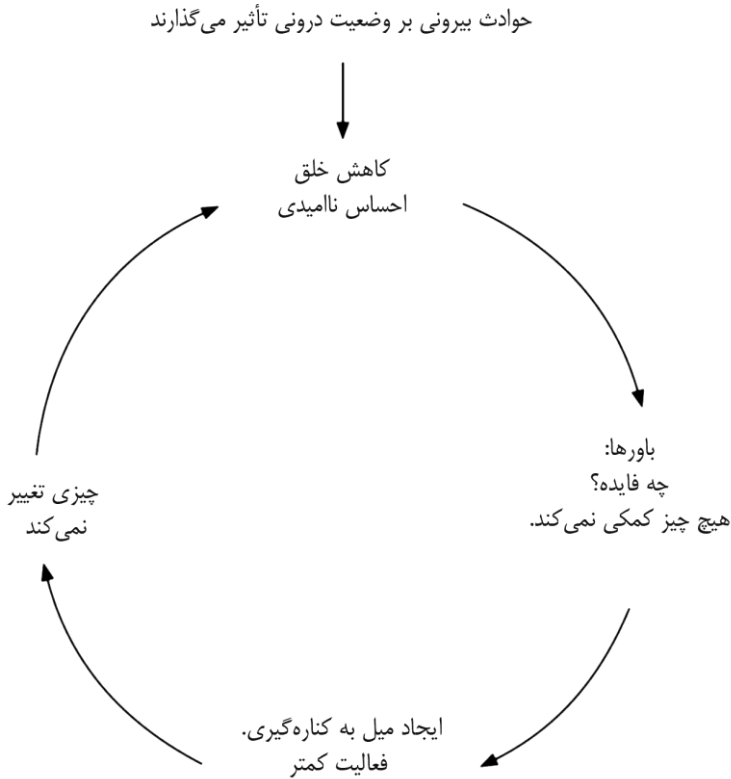 حوادث بیرونی بر وضعیت درونی تأثیر می‌گذارند
کاهش خلق
احساس ناامیدی
باورها:
چه فایده؟
هیچ چیز کمکی نمی‌کند.
ایجاد میل به کناره‌گیری.
فعالیت کمتر
چیزی تغییر
نمی‌کند